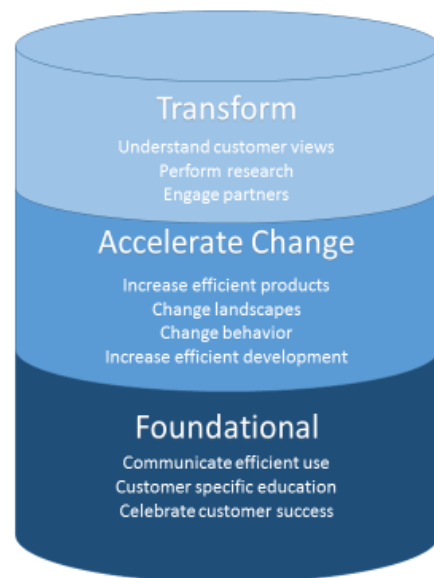 Transform
Understand customer views
Perform research
Engage partners
Accelerate Change
Increase efficient products
Change landscapes
Change behavior
Increase efficient development
Foundational
Communicate efficient use
Customer specific education
Celebrate customer success